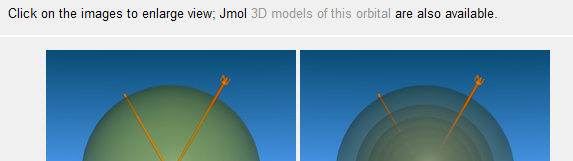 Click on the images to enlarge view; Jmol 3D models of this orbital are also available.